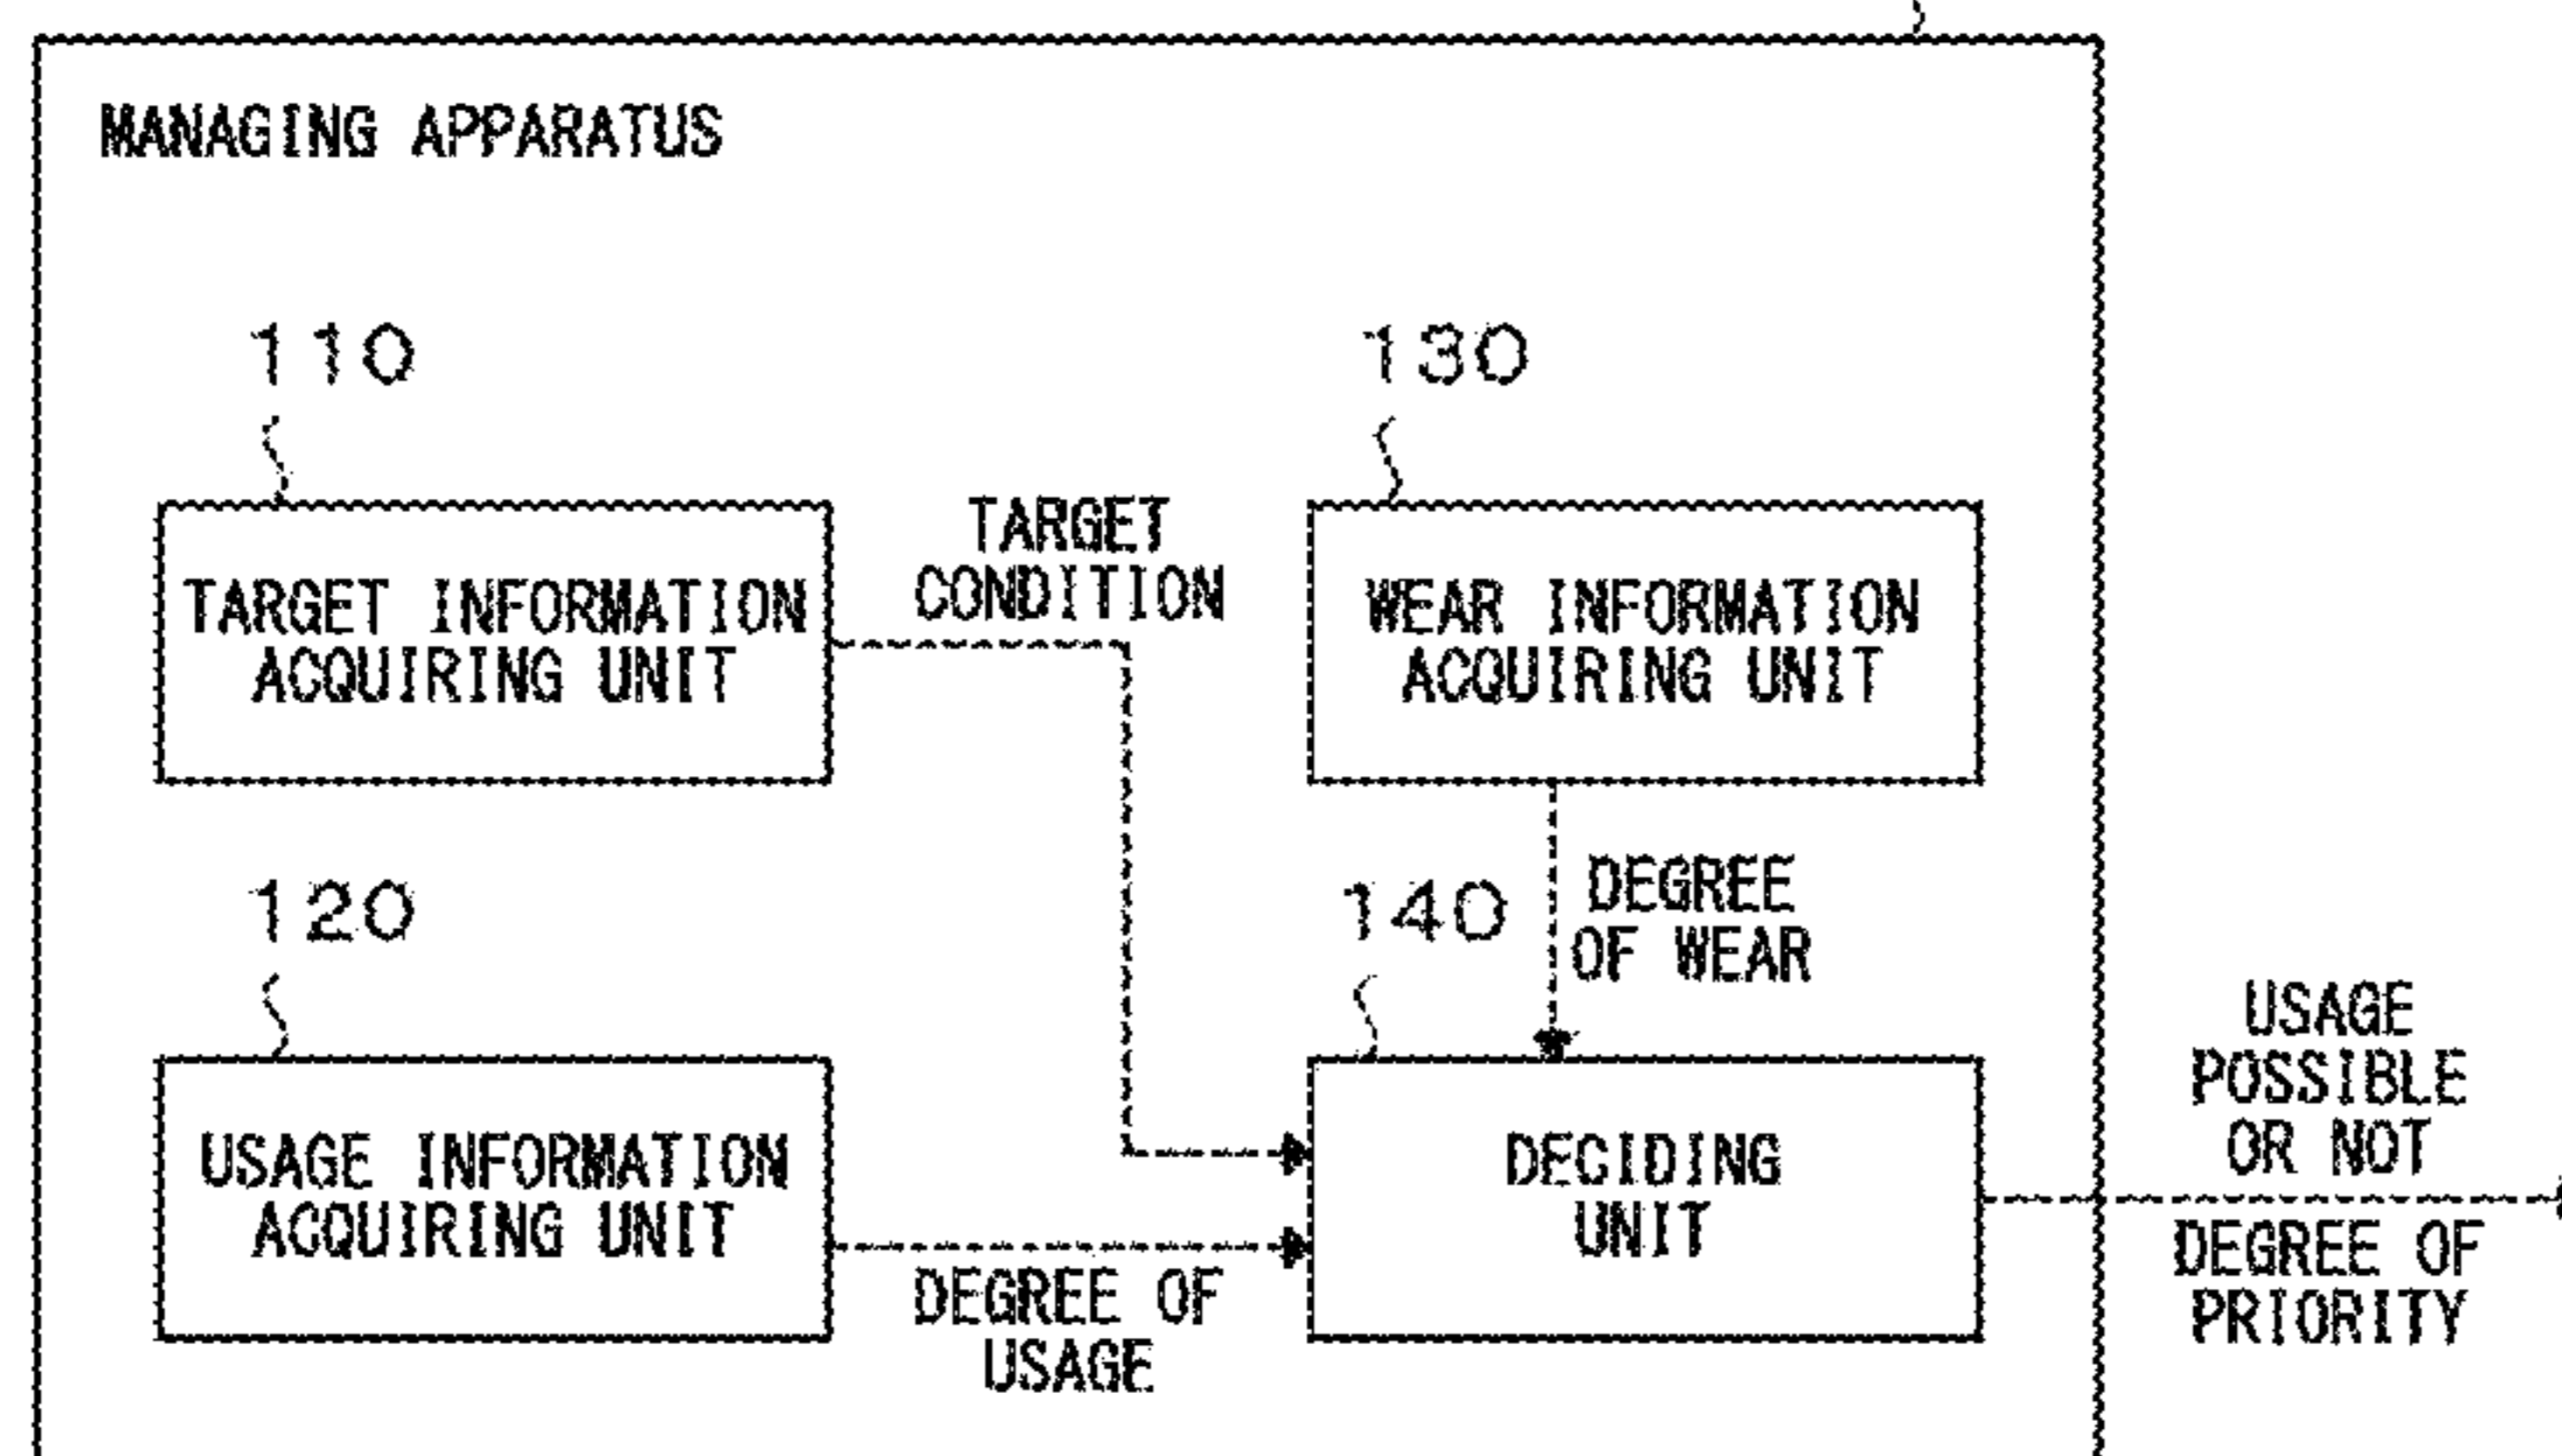 MANAGING APPARATUS
110
130
TARGET INFORMATION
ACQUIRING UNIT
TARGET
CONDITION
WEAR INFORMATION
ACQUIRING UNIT
120
140
DEGREE
OF WEAR
USAGE INFORMATION
ACQUIRING UNIT
DEGREE OF
USAGE
DECIDING
UNIT
USAGE
POSSIBLE
OR NOT
DEGREE OF
PRIORITY